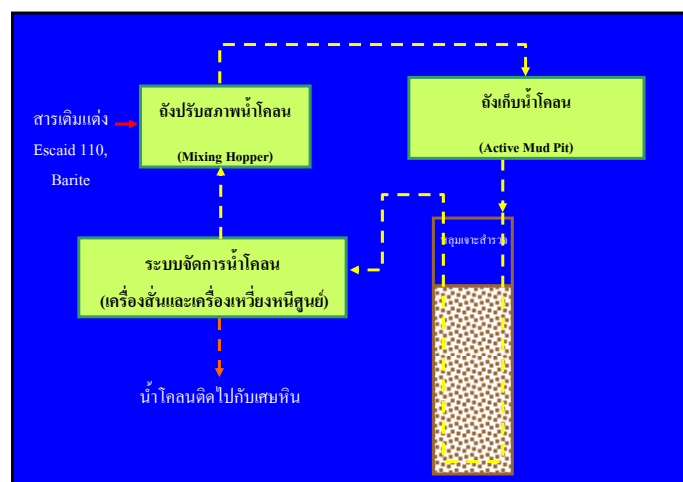 สารเติมแต่ง
Escaid 110,
Barite
ถังปรับสภาพน้ำโคลน
(Mixing Hopper)
ถังเก็บน้ำโคลน
(Active Mud Pit)
หลุมเจาะสำรวจ
ระบบจัดการน้ำโคลน
(เครื่องสั่นและเครื่องเหวี่ยงหนีศูนย์)
น้ำโคลนติดไปกับเศษหิน